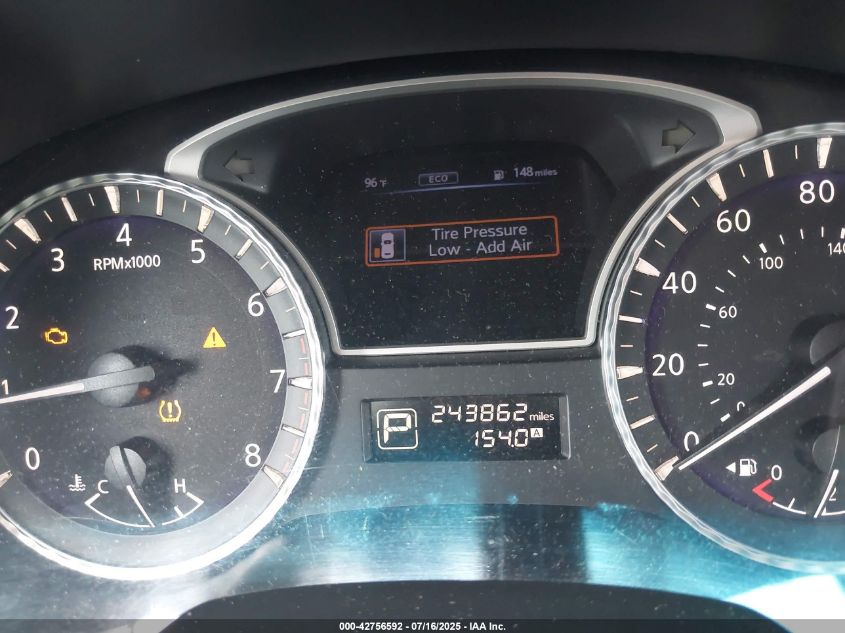 96°F ECO 148 miles
Tire Pressure
Low - Add Air
0 1 2 3 4 5 6 7 8
RPMx1000
C H
P 243862 miles
154.0 A
0 20 40 60 80
0 20 60 100 140
0
000-42756592 - 07/16/2025 - IAA Inc.